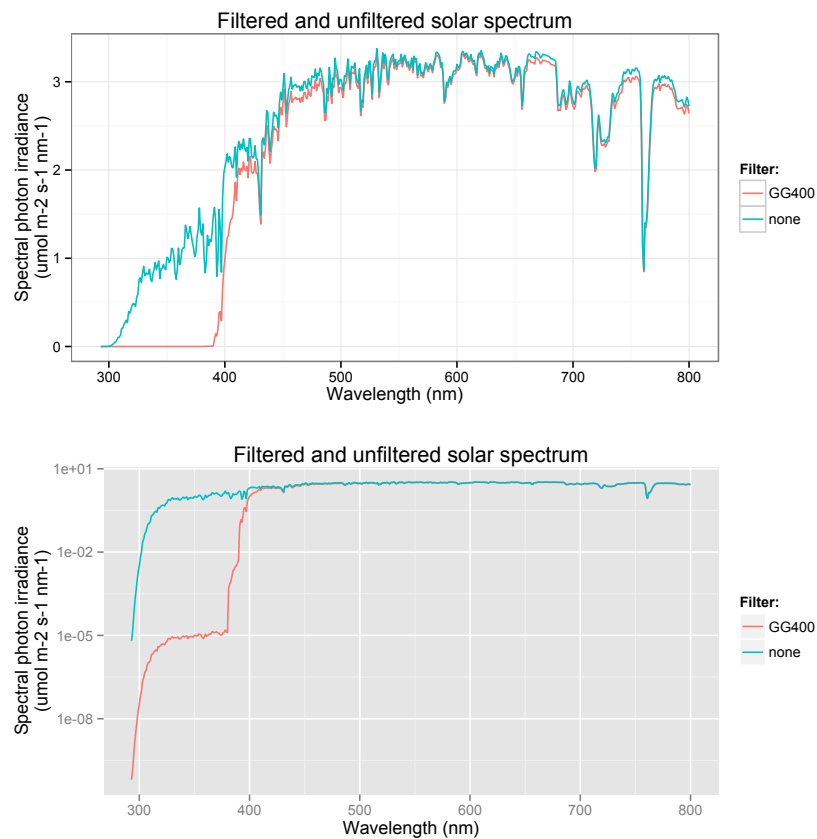 Filtered and unfiltered solar spectrum
Spectral photon irradiance
(umol m-2 s-1 nm-1)
3
2
1
0
300 400 500 600 700 800
Wavelength (nm)
Filter:
GG400
none
Filtered and unfiltered solar spectrum
Spectral photon irradiance
(umol m-2 s-1 nm-1)
1e+01
1e-02
1e-05
1e-08
300 400 500 600 700 800
Wavelength (nm)
Filter:
GG400
none